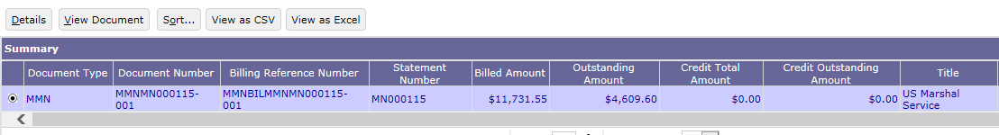 Details View Document Sort... View as CSV View as Excel
Summary
Document Type Document Number Billing Reference Number Statement Number Billed Amount Outstanding Amount Credit Total Amount Credit Outstanding Amount Title
MMN MMNMN000115-001 MMNBILMMNMN000115-001 MN000115 $11,731.55 $4,609.60 $0.00 $0.00 US Marshal Service